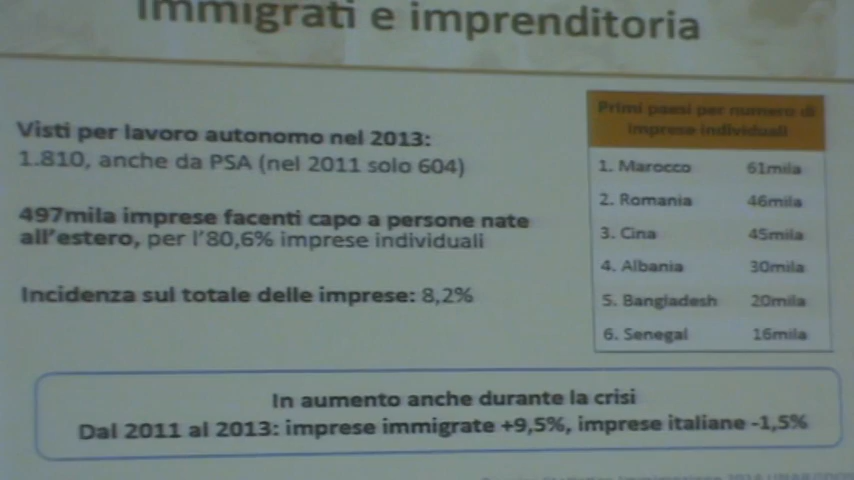 Immigrati e imprenditoria
Visti per lavoro autonomo nel 2013:
1.810, anche da PSA (nel 2011 solo 604)
497mila imprese facenti capo a persone nate
all'estero, per l'80,6% imprese individuali
Incidenza sul totale delle imprese: 8,2%
Primi paesi per numero di
imprese individuali
1. Marocco 61mila
2. Romania 46mila
3. Cina 45mila
4. Albania 30mila
5. Bangladesh 20mila
6. Senegal 16mila
In aumento anche durante la crisi
Dal 2011 al 2013: imprese immigrate +9,5%, imprese italiane -1,5%